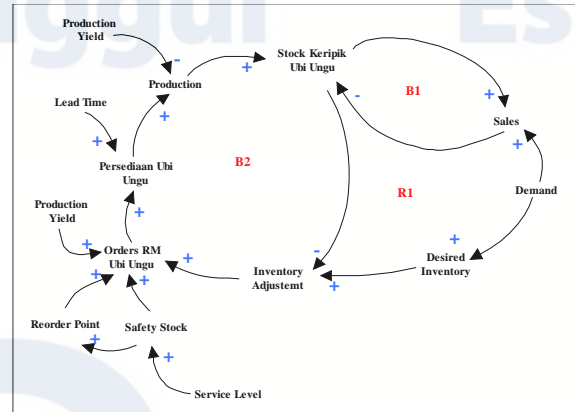 Production
Yield
Stock Keripik
Ubi Ungu
-
+
Production
B1
-
+
+
Lead Time
Sales
+
+
Persediaan Ubi
Ungu
B2
R1
Demand
Production
Yield
+
+
+
Orders RM
Ubi Ungu
-
+
Desired
Inventory
Inventory
Adjustemt
+
+
+
Reorder Point
Safety Stock
+
+
Service Level